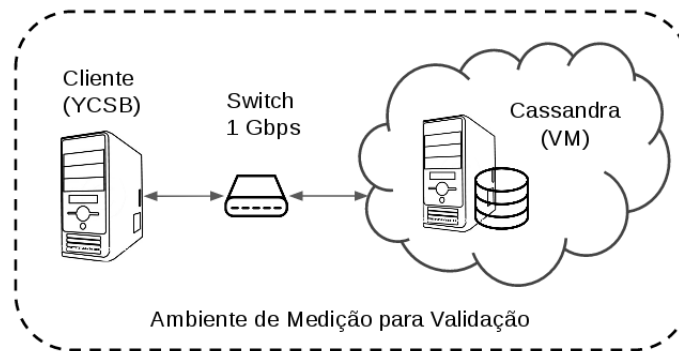 Cliente
(YCSB)
Switch
1 Gbps
Cassandra
(VM)
Ambiente de Medição para Validação